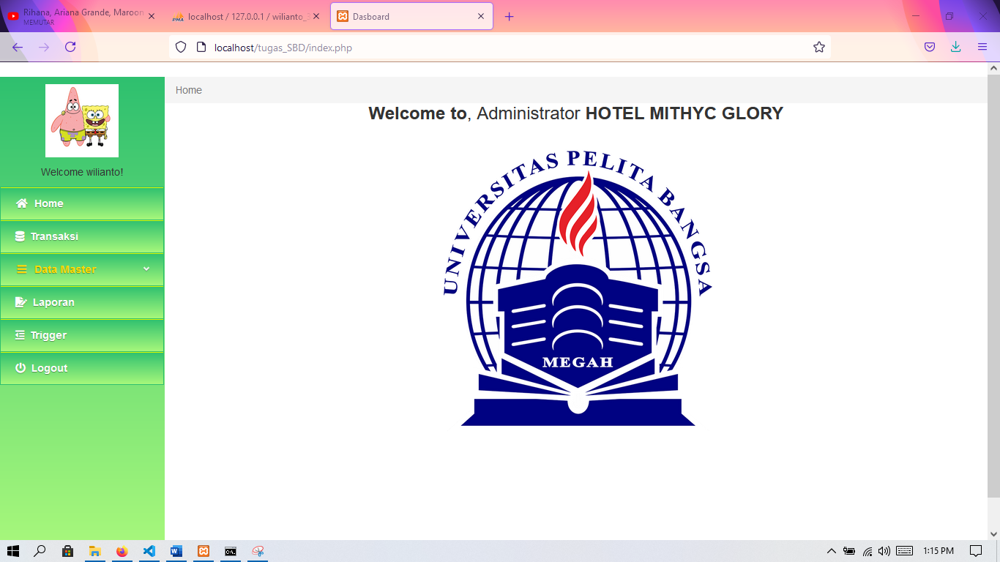 Rihana, Ariana Grande, Maroon
MEMUTAR
localhost / 127.0.0.1 / wilianto_3
Dasboard
localhost/tugas_SBD/index.php
Home
Welcome to, Administrator HOTEL MITHYC GLORY
Welcome wilianto!
Home
Transaksi
Data Master
Laporan
Trigger
Logout
UNIVERSITAS PELITA BANGSA
MEGAH
1:15 PM